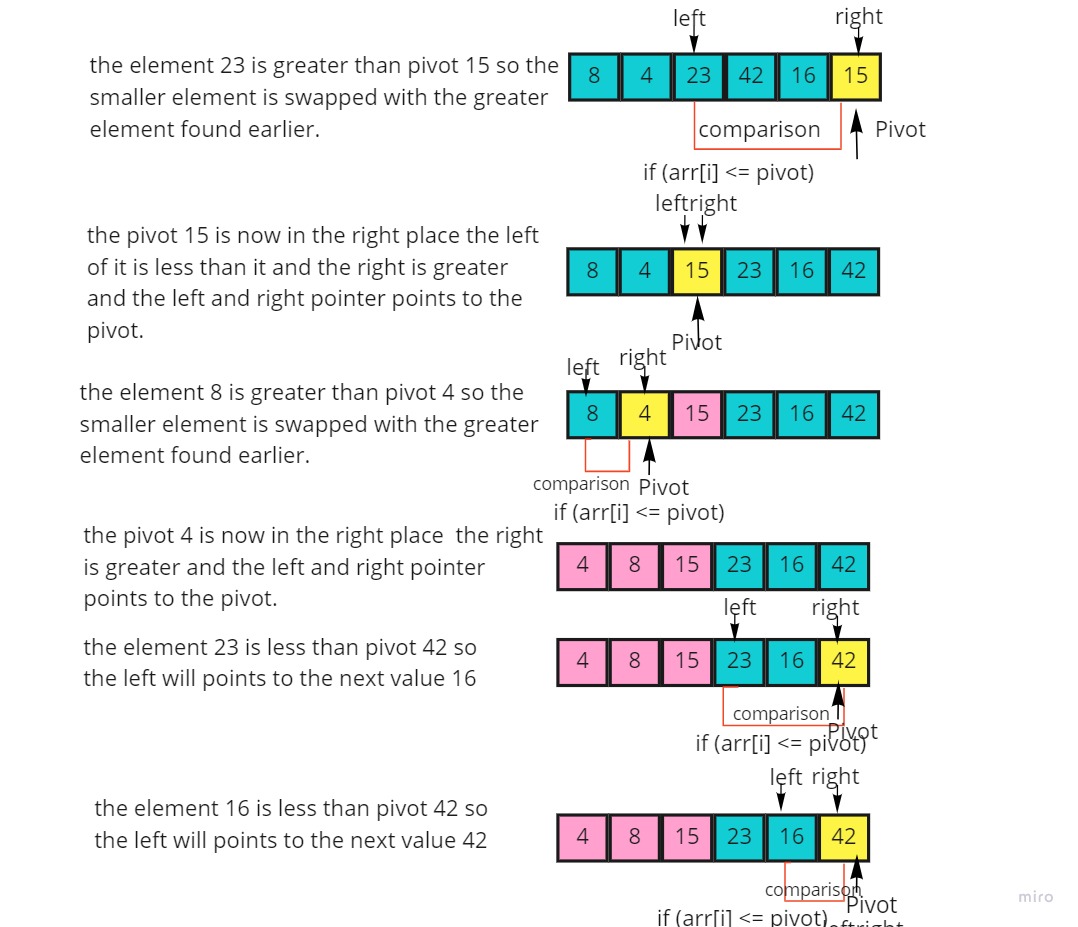 left right
the element 23 is greater than pivot 15 so the
smaller element is swapped with the greater
element found earlier.
8 4 23 42 16 15
comparison Pivot
if (arr[i] <= pivot)
leftright
the pivot 15 is now in the right place the left
of it is less than it and the right is greater
and the left and right pointer points to the
pivot.
8 4 15 23 16 42
Pivot
left right
the element 8 is greater than pivot 4 so the
smaller element is swapped with the greater
element found earlier.
8 4 15 23 16 42
comparison Pivot
if (arr[i] <= pivot)
the pivot 4 is now in the right place the right
is greater and the left and right pointer
points to the pivot.
4 8 15 23 16 42
left right
the element 23 is less than pivot 42 so
the left will points to the next value 16
4 8 15 23 16 42
comparison
Pivot
if (arr[i] <= pivot)
left right
the element 16 is less than pivot 42 so
the left will points to the next value 42
4 8 15 23 16 42
comparison
Pivot
if (arr[i] <= pivot)
leftright
miro